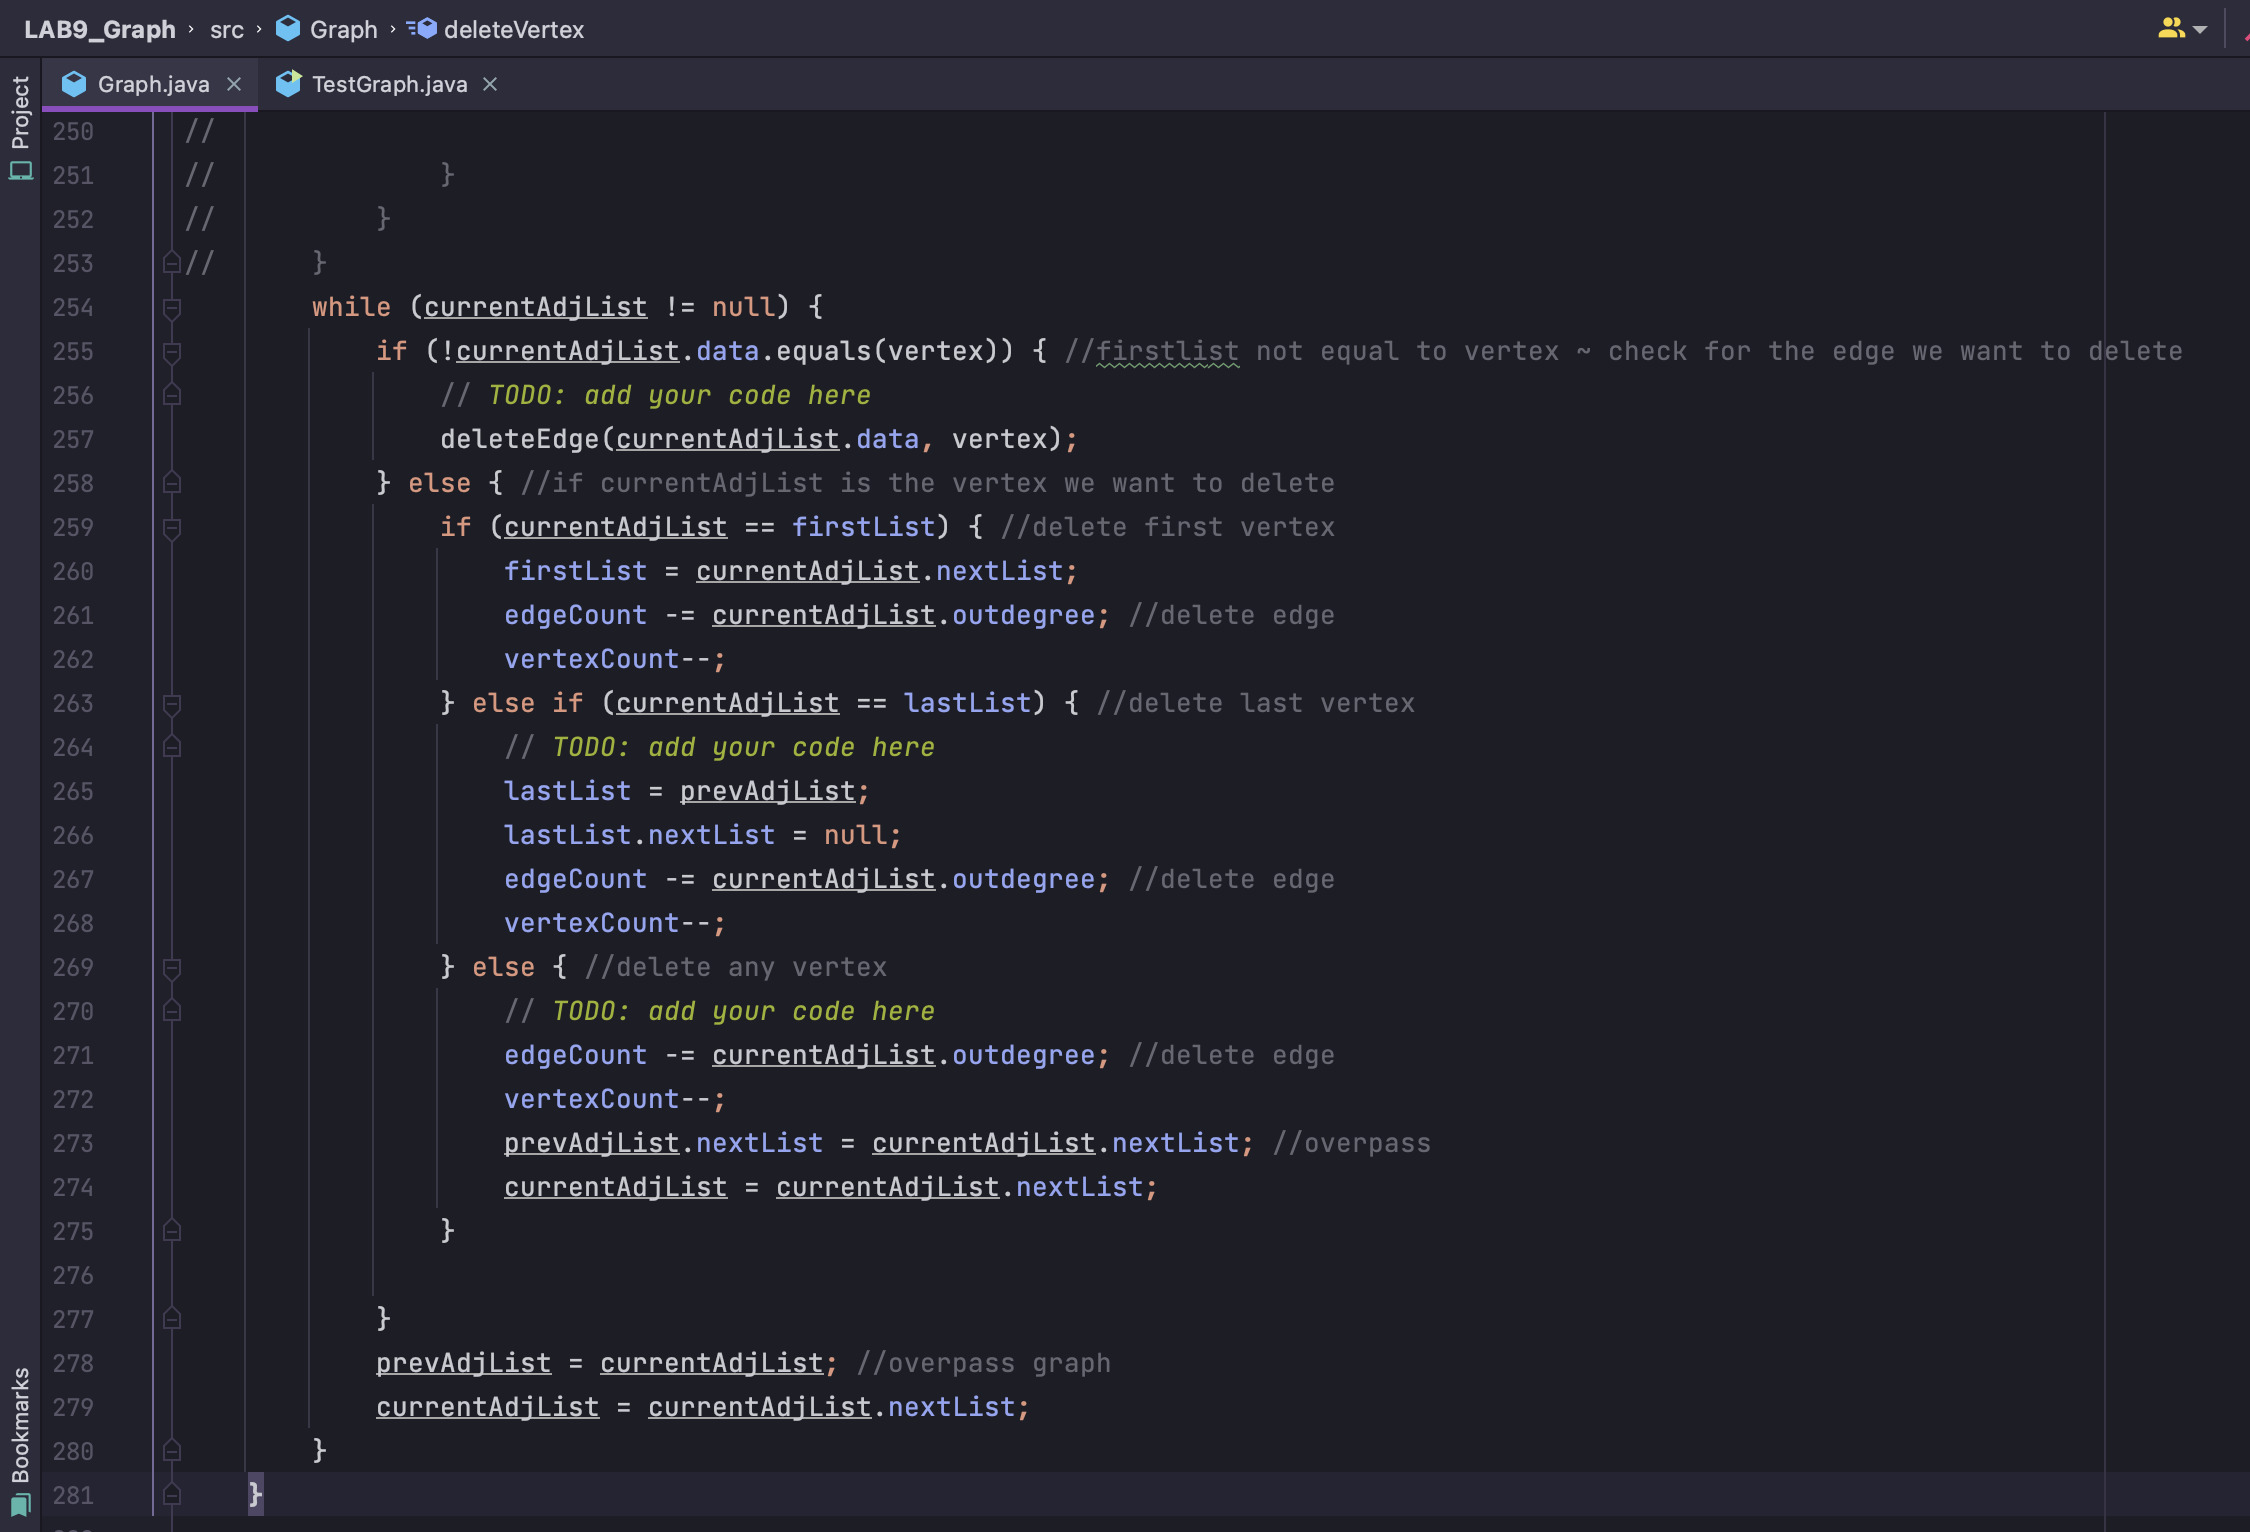 LAB9_Graph › src › Graph › deleteVertex
Project
Graph.java
TestGraph.java
250 //
251 // }
252 // }
253 // }
254 while (currentAdjList != null) {
255 if (!currentAdjList.data.equals(vertex)) { //firstlist not equal to vertex ~ check for the edge we want to delete
256 // TODO: add your code here
257 deleteEdge(currentAdjList.data, vertex);
258 } else { //if currentAdjList is the vertex we want to delete
259 if (currentAdjList == firstList) { //delete first vertex
260 firstList = currentAdjList.nextList;
261 edgeCount -= currentAdjList.outdegree; //delete edge
262 vertexCount--;
263 } else if (currentAdjList == lastList) { //delete last vertex
264 // TODO: add your code here
265 lastList = prevAdjList;
266 lastList.nextList = null;
267 edgeCount -= currentAdjList.outdegree; //delete edge
268 vertexCount--;
269 } else { //delete any vertex
270 // TODO: add your code here
271 edgeCount -= currentAdjList.outdegree; //delete edge
272 vertexCount--;
273 prevAdjList.nextList = currentAdjList.nextList; //overpass
274 currentAdjList = currentAdjList.nextList;
275 }
276
277 }
278 prevAdjList = currentAdjList; //overpass graph
279 currentAdjList = currentAdjList.nextList;
280 }
281 }
Bookmarks